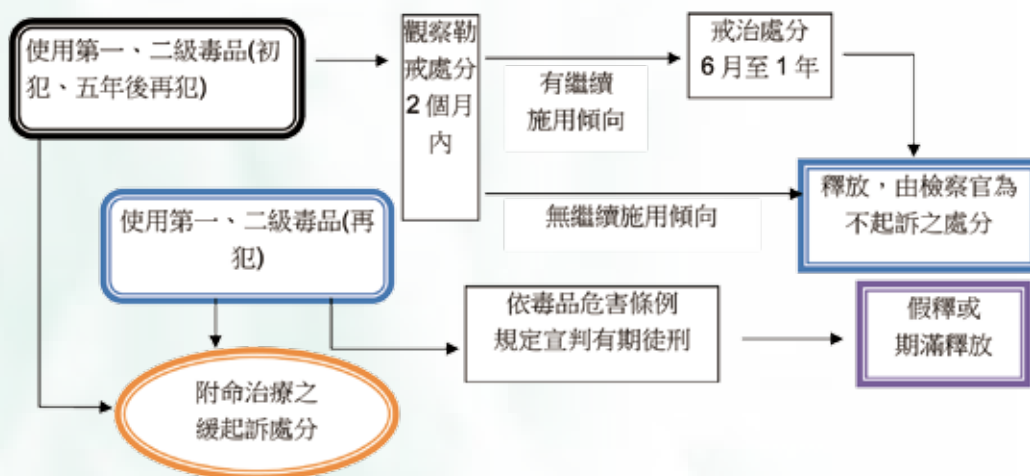 使用第一、二級毒品(初
犯、五年後再犯)
觀察勒
戒處分
2 個月
內
有繼續
施用傾向
戒治處分
6 月至 1 年
使用第一、二級毒品(再
犯)
無繼續施用傾向
釋放，由檢察官為
不起訴之處分
依毒品危害條例
規定宣判有期徒刑
假釋或
期滿釋放
附命治療之
緩起訴處分